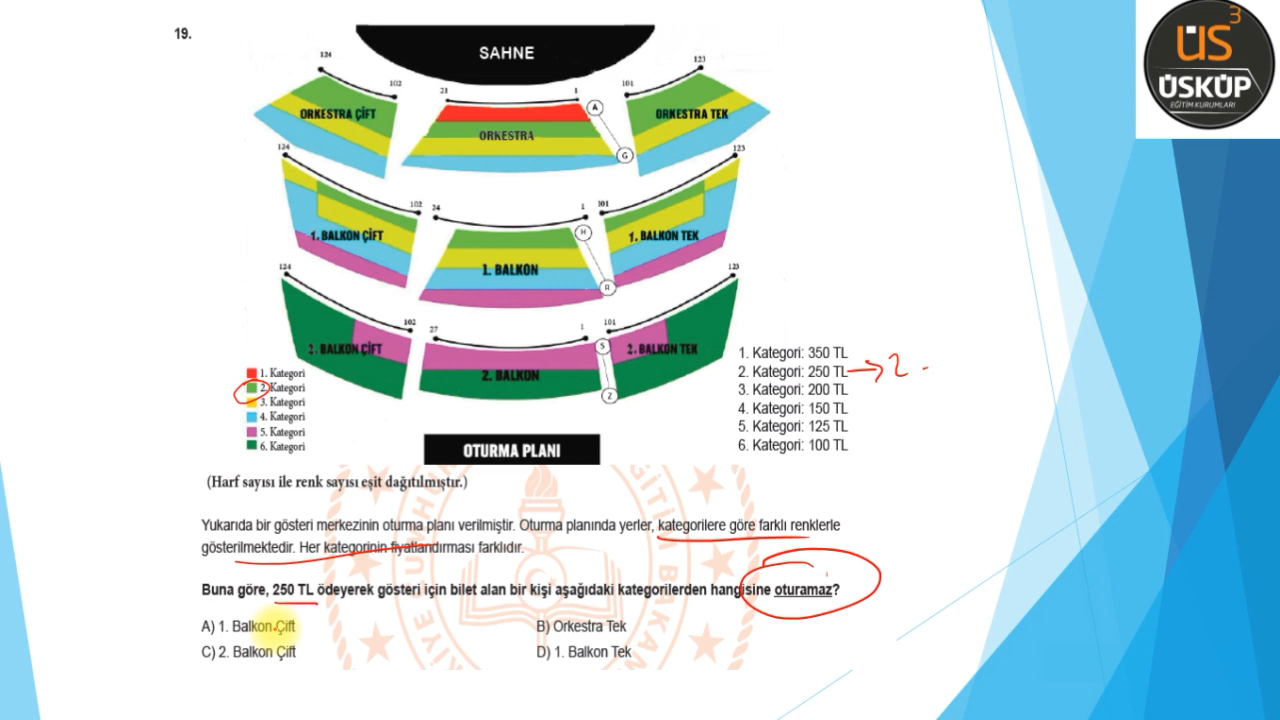 3
ÜS
ÜSKÜP
EĞİTİM KURUMLARI
19.
SAHNE
124
102
21
1
101
123
A
ORKESTRA ÇİFT
ORKESTRA
ORKESTRA TEK
G
124
102
24
1
101
123
H
1. BALKON ÇİFT
1. BALKON
1. BALKON TEK
R
124
102
27
1
101
123
S
2. BALKON ÇİFT
2. BALKON
2. BALKON TEK
Z
1. Kategori
2. Kategori
3. Kategori
4. Kategori
5. Kategori
6. Kategori
OTURMA PLANI
1. Kategori: 350 TL
2. Kategori: 250 TL → 2 .
3. Kategori: 200 TL
4. Kategori: 150 TL
5. Kategori: 125 TL
6. Kategori: 100 TL
(Harf sayısı ile renk sayısı eşit dağıtılmıştır.)
Yukarıda bir gösteri merkezinin oturma planı verilmiştir. Oturma planında yerler, kategorilere göre farklı renklerle
gösterilmektedir. Her kategorinin fiyatlandırması farklıdır.
Buna göre, 250 TL ödeyerek gösteri için bilet alan bir kişi aşağıdaki kategorilerden hangisine oturamaz?
A) 1. Balkon Çift
B) Orkestra Tek
C) 2. Balkon Çift
D) 1. Balkon Tek